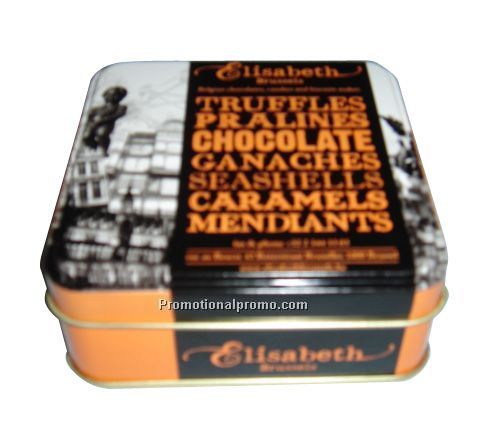 Elisabeth
Brussels
TRUFFLES
PRALINES
CHOCOLATE
GANACHES
SEASHELLS
CARAMELS
MENDIANTS
Promotionalpromo.com
Elisabeth
Brussels